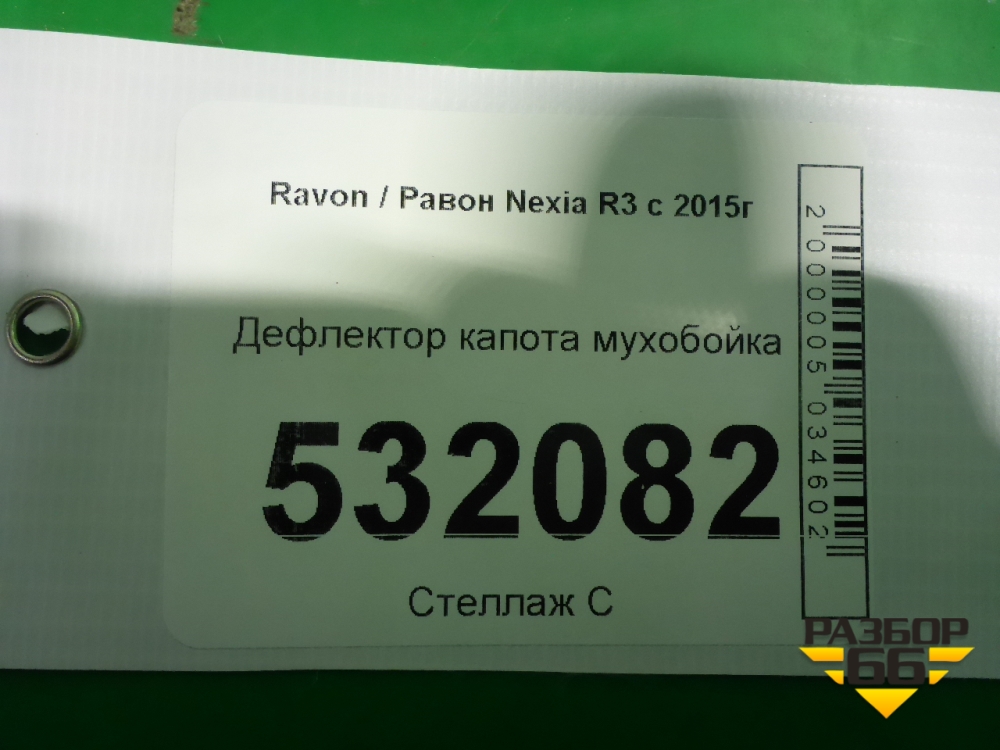 Ravon / Равон Nexia R3 с 2015г
Дефлектор капота мухобойка
532082
Стеллаж С
2000005034602
РАЗБОР
66